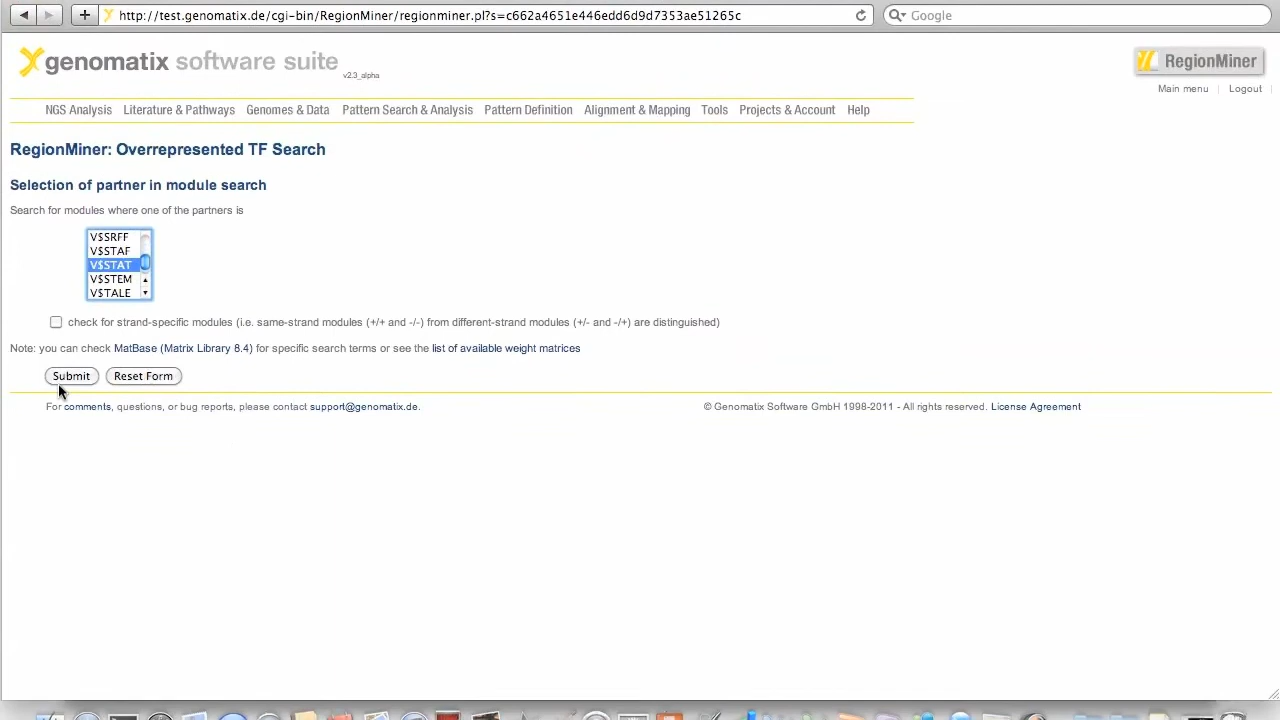 http://test.genomatix.de/cgi-bin/RegionMiner/regionminer.pl?s=c662a4651e446edd6d9d7353ae51265c
Google
genomatix software suite v2.3_alpha
RegionMiner
Main menu | Logout |
NGS Analysis Literature & Pathways Genomes & Data Pattern Search & Analysis Pattern Definition Alignment & Mapping Tools Projects & Account Help
RegionMiner: Overrepresented TF Search
Selection of partner in module search
Search for modules where one of the partners is
V$SRFF
V$STAF
V$STAT
V$STEM
V$TALE
check for strand-specific modules (i.e. same-strand modules (+/+ and -/-) from different-strand modules (+/- and -/+) are distinguished)
Note: you can check MatBase (Matrix Library 8.4) for specific search terms or see the list of available weight matrices
Submit Reset Form
For comments, questions, or bug reports, please contact support@genomatix.de.
© Genomatix Software GmbH 1998-2011 - All rights reserved. License Agreement